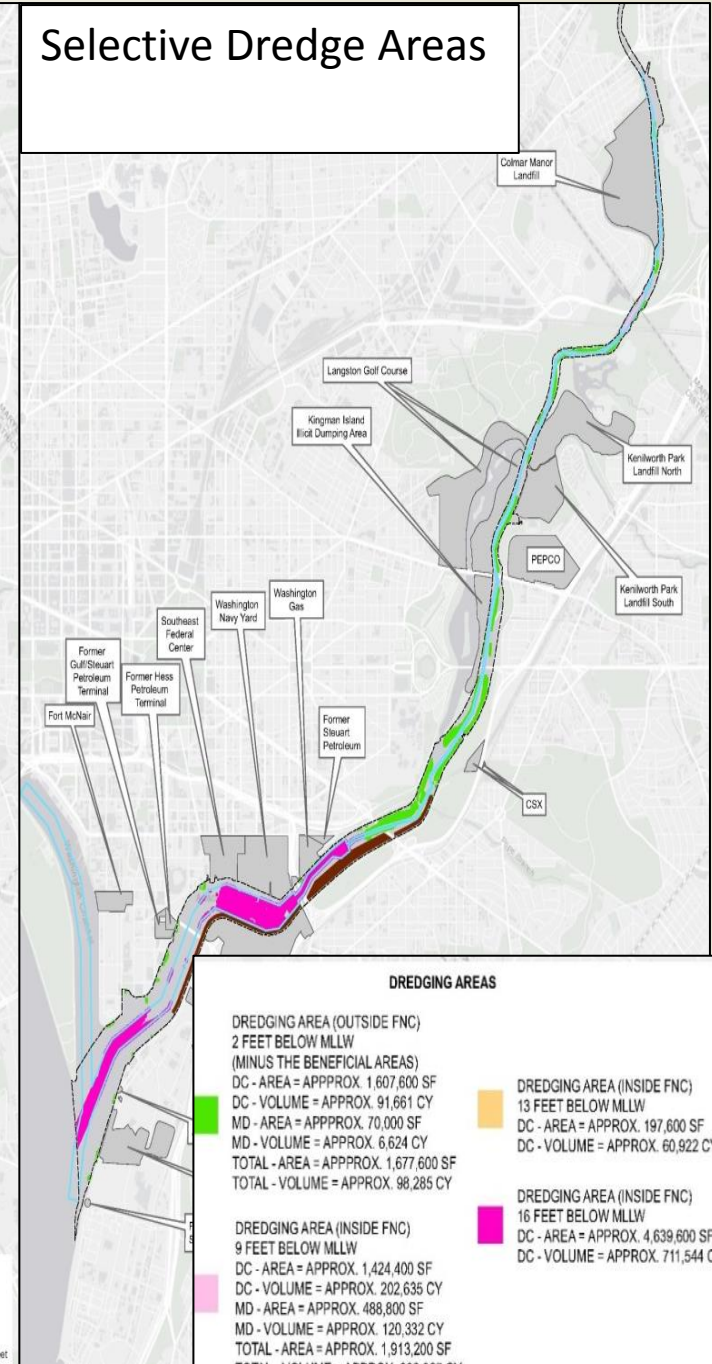 Selective Dredge Areas
Colmar Manor
Landfill
Langston Golf Course
Kingman Island
Illicit Dumping Area
Kenilworth Park
Landfill North
PEPCO
Kenilworth Park
Landfill South
Washington
Gas
Washington
Navy Yard
Southeast
Federal
Center
Former
Gulf/Steuart
Petroleum
Terminal
Former Hess
Petroleum
Terminal
Fort McNair
Former
Steuart
Petroleum
CSX
Washington Channel
DREDGING AREAS
DREDGING AREA (OUTSIDE FNC)
2 FEET BELOW MLLW
(MINUS THE BENEFICIAL AREAS)
DC - AREA = APPPROX. 1,607,600 SF
DC - VOLUME = APPROX. 91,661 CY
MD - AREA = APPPROX. 70,000 SF
MD - VOLUME = APPROX. 6,624 CY
TOTAL - AREA = APPPROX. 1,677,600 SF
TOTAL - VOLUME = APPROX. 98,285 CY
DREDGING AREA (INSIDE FNC)
9 FEET BELOW MLLW
DC - AREA = APPROX. 1,424,400 SF
DC - VOLUME = APPROX. 202,635 CY
MD - AREA = APPROX. 488,800 SF
MD - VOLUME = APPROX. 120,332 CY
TOTAL - AREA = APPROX. 1,913,200 SF
DREDGING AREA (INSIDE FNC)
13 FEET BELOW MLLW
DC - AREA = APPROX. 197,600 SF
DC - VOLUME = APPROX. 60,922 CY
DREDGING AREA (INSIDE FNC)
16 FEET BELOW MLLW
DC - AREA = APPROX. 4,639,600 SF
DC - VOLUME = APPROX. 711,544